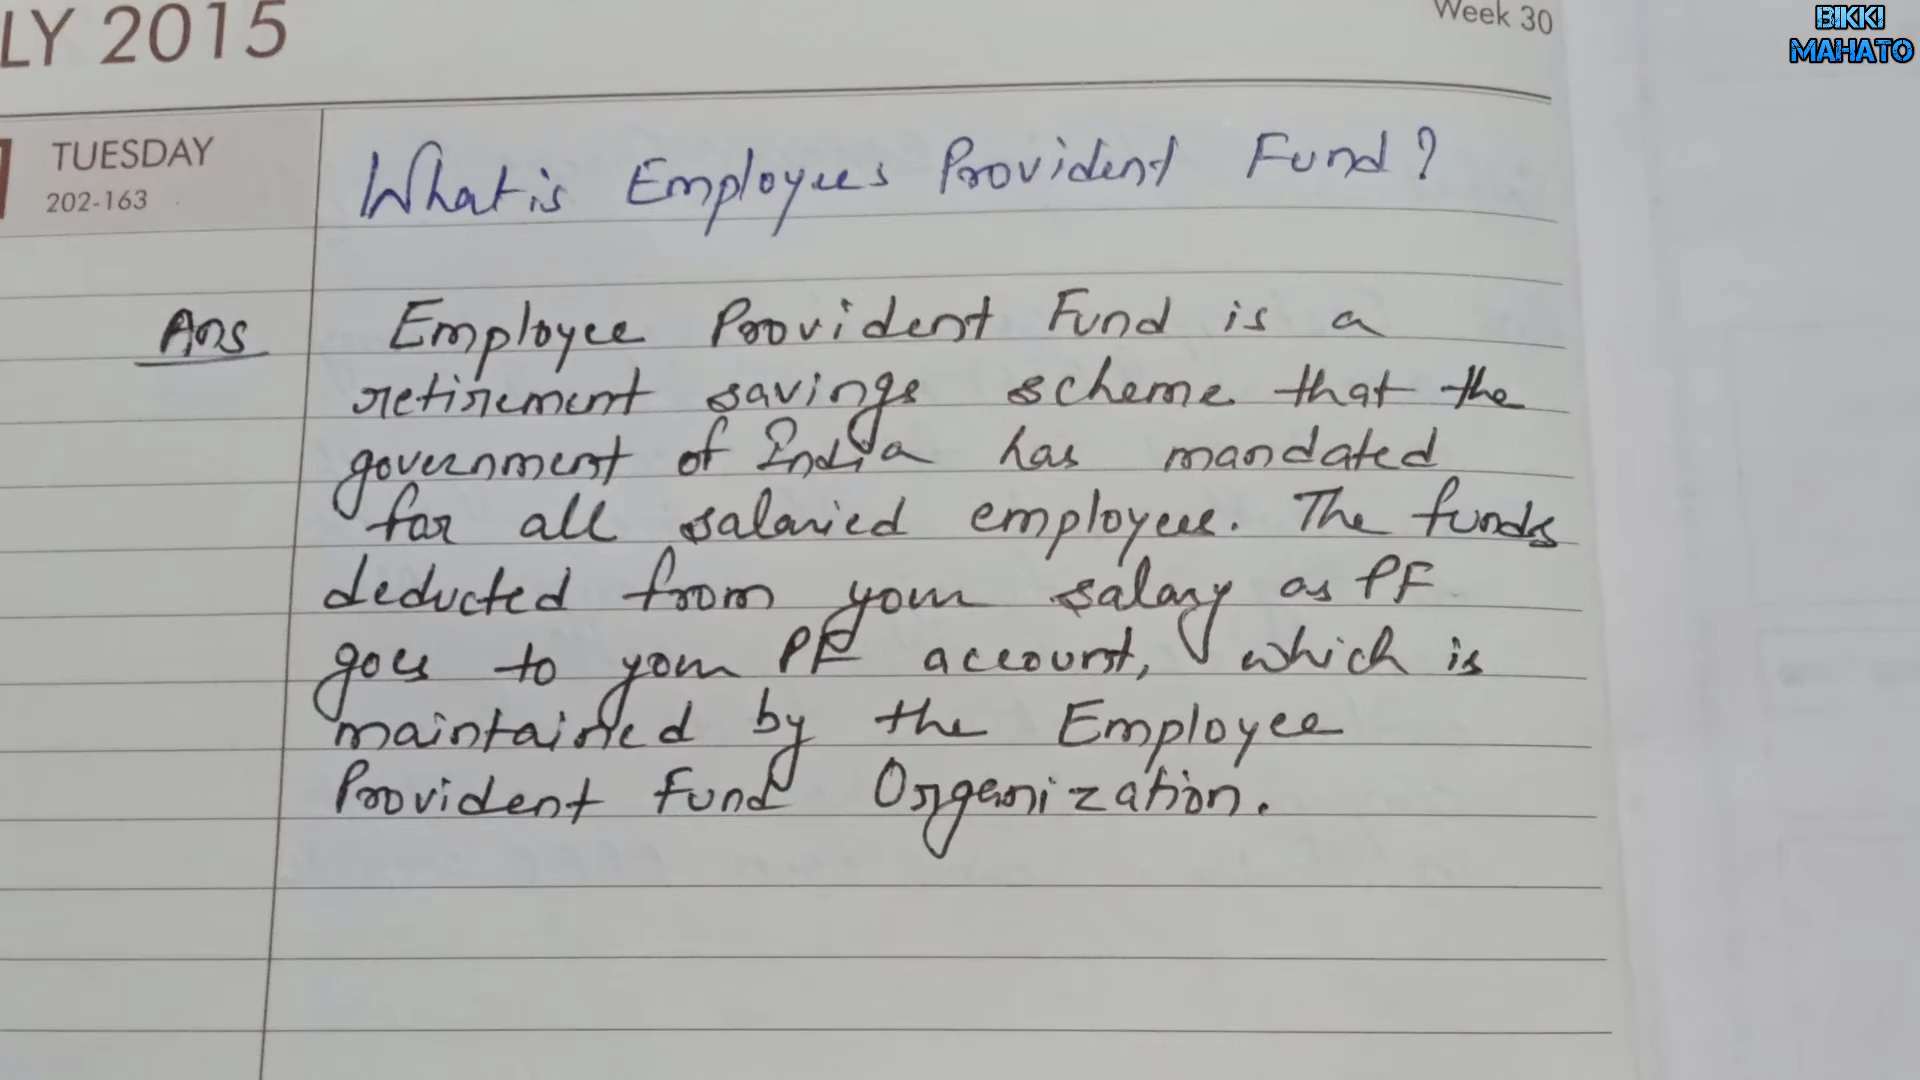 LY 2015
Week 30
BIKKI
MAHATO
TUESDAY
202-163
What is Employees Provident Fund?
Ans
Employee Provident Fund is a
retirement savings scheme that the
government of India has mandated
for all salaried employees. The funds
deducted from your salary as PF
goes to your PF account, which is
maintained by the Employee
Provident Fund Organization.